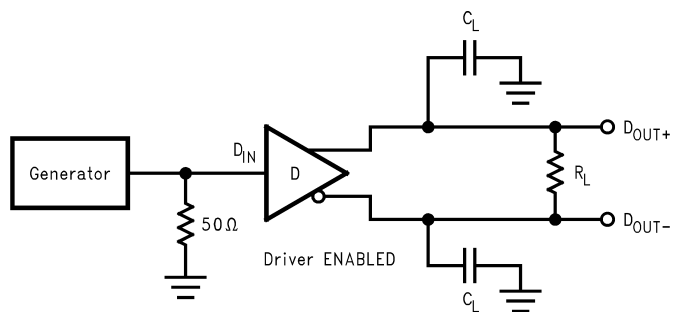 C_L
D_OUT+
D_IN
Generator
D
R_L
50Ω
D_OUT−
Driver ENABLED
C_L